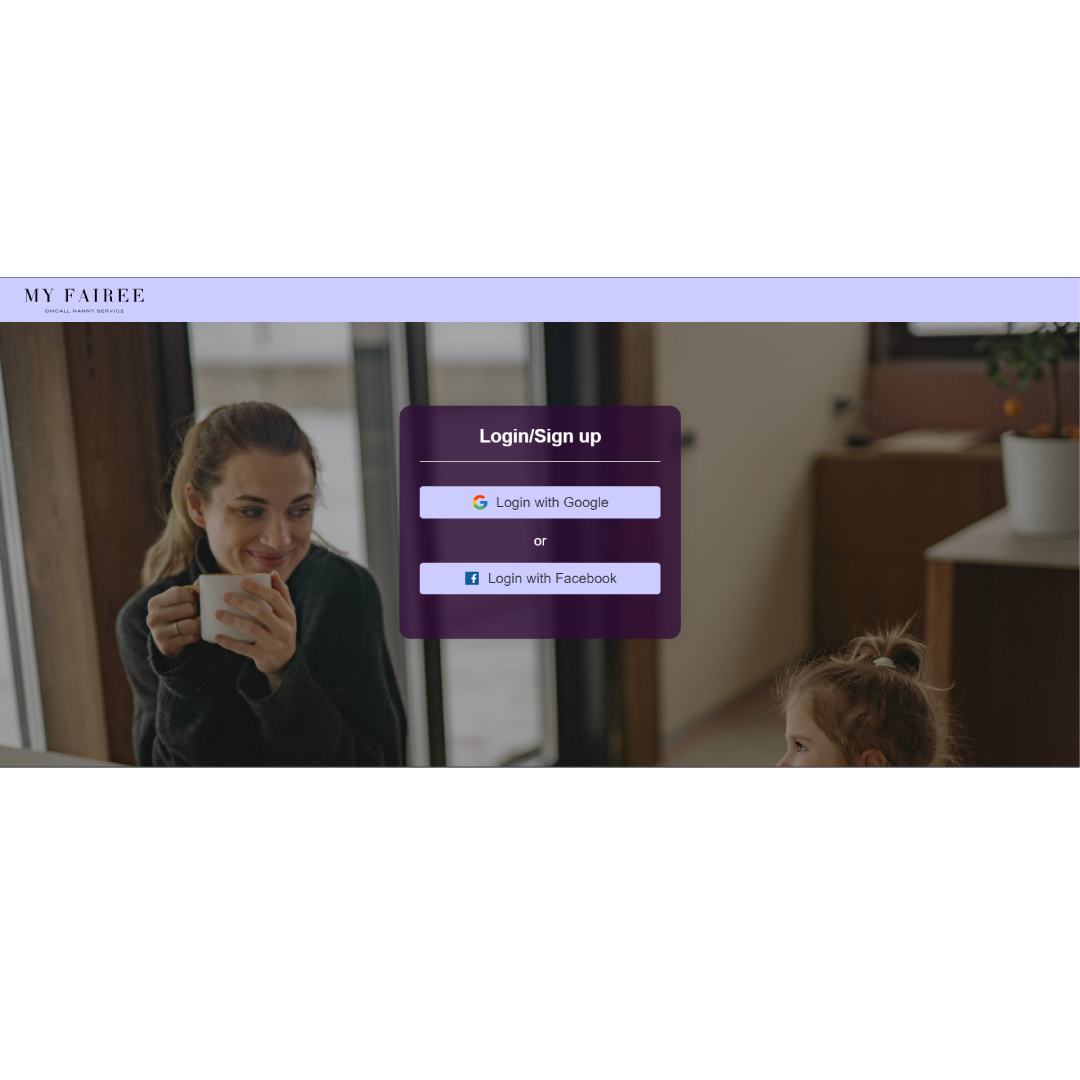 MY FAIREE
ONCALL NANNY SERVICE
Login/Sign up
Login with Google
or
Login with Facebook